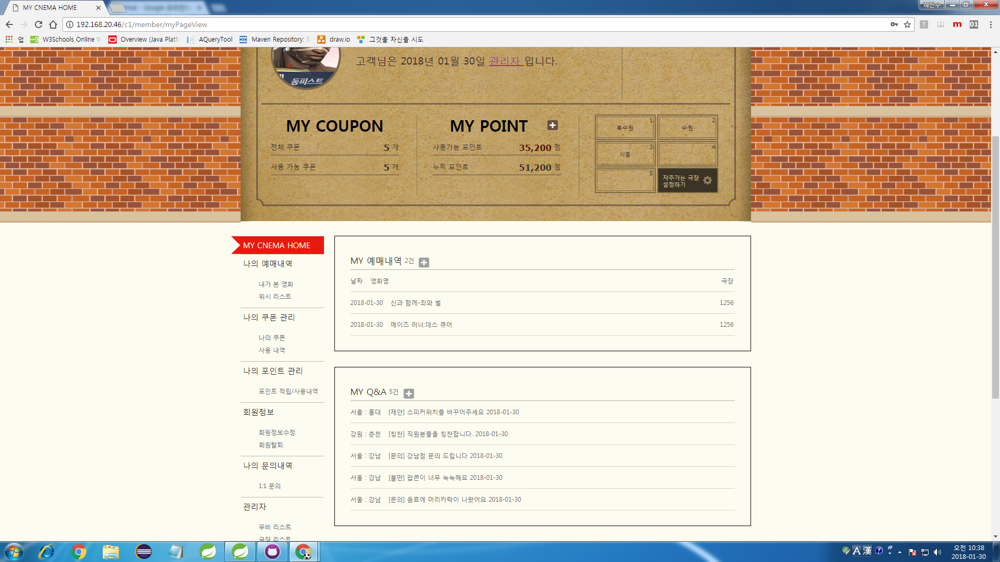 MY CNEMA HOME
하진수
192.168.20.46/c1/member/myPageView
앱 W3Schools Online W Overview (Java Platfo AQueryTool Maven Repository: S draw.io 그것을 자신을 시도 -
둠피스트
고객님은 2018년 01월 30일 관리자 입니다.
MY COUPON
전체 쿠폰 5 개
사용 가능 쿠폰 5 개
MY POINT
사용가능 포인트 35,200 점
누적 포인트 51,200 점
북수원 1
수원 2
시흥 3
4
5
자주가는 극장
설정하기
MY CNEMA HOME
나의 예매내역
내가 본 영화
위시 리스트
나의 쿠폰 관리
나의 쿠폰
사용 내역
나의 포인트 관리
포인트 적립/사용내역
회원정보
회원정보수정
회원탈퇴
나의 문의내역
1:1 문의
관리자
무비 리스트
극장 리스트
MY 예매내역 2건
날짜 영화명 극장
2018-01-30 신과 함께-죄와 벌 1256
2018-01-30 메이즈 러너:데스 큐어 1256
MY Q&A 5건
서울 : 홍대 [제안] 스피커위치를 바꾸어주세요 2018-01-30
강원 : 춘천 [칭찬] 직원분들을 칭찬합니다. 2018-01-30
서울 : 강남 [문의] 강남점 문의 드립니다 2018-01-30
서울 : 강남 [불만] 팝콘이 너무 눅눅해요 2018-01-30
서울 : 강남 [문의] 음료에 머리카락이 나왔어요 2018-01-30
A 漢
오전 10:38
2018-01-30